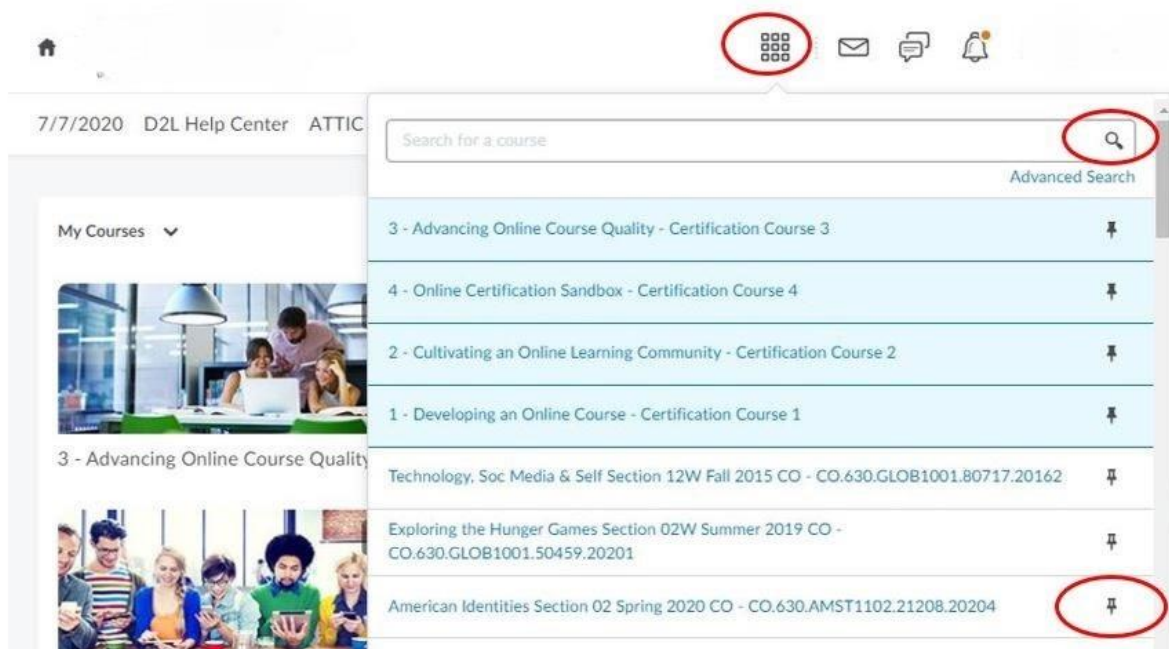 7/7/2020 D2L Help Center ATTIC
Search for a course
Advanced Search
My Courses
3 - Advancing Online Course Quality - Certification Course 3
4 - Online Certification Sandbox - Certification Course 4
2 - Cultivating an Online Learning Community - Certification Course 2
1 - Developing an Online Course - Certification Course 1
3 - Advancing Online Course Quality
Technology, Soc Media & Self Section 12W Fall 2015 CO - CO.630.GLOB1001.80717.20162
Exploring the Hunger Games Section 02W Summer 2019 CO -
CO.630.GLOB1001.50459.20201
American Identities Section 02 Spring 2020 CO - CO.630.AMST1102.21208.20204